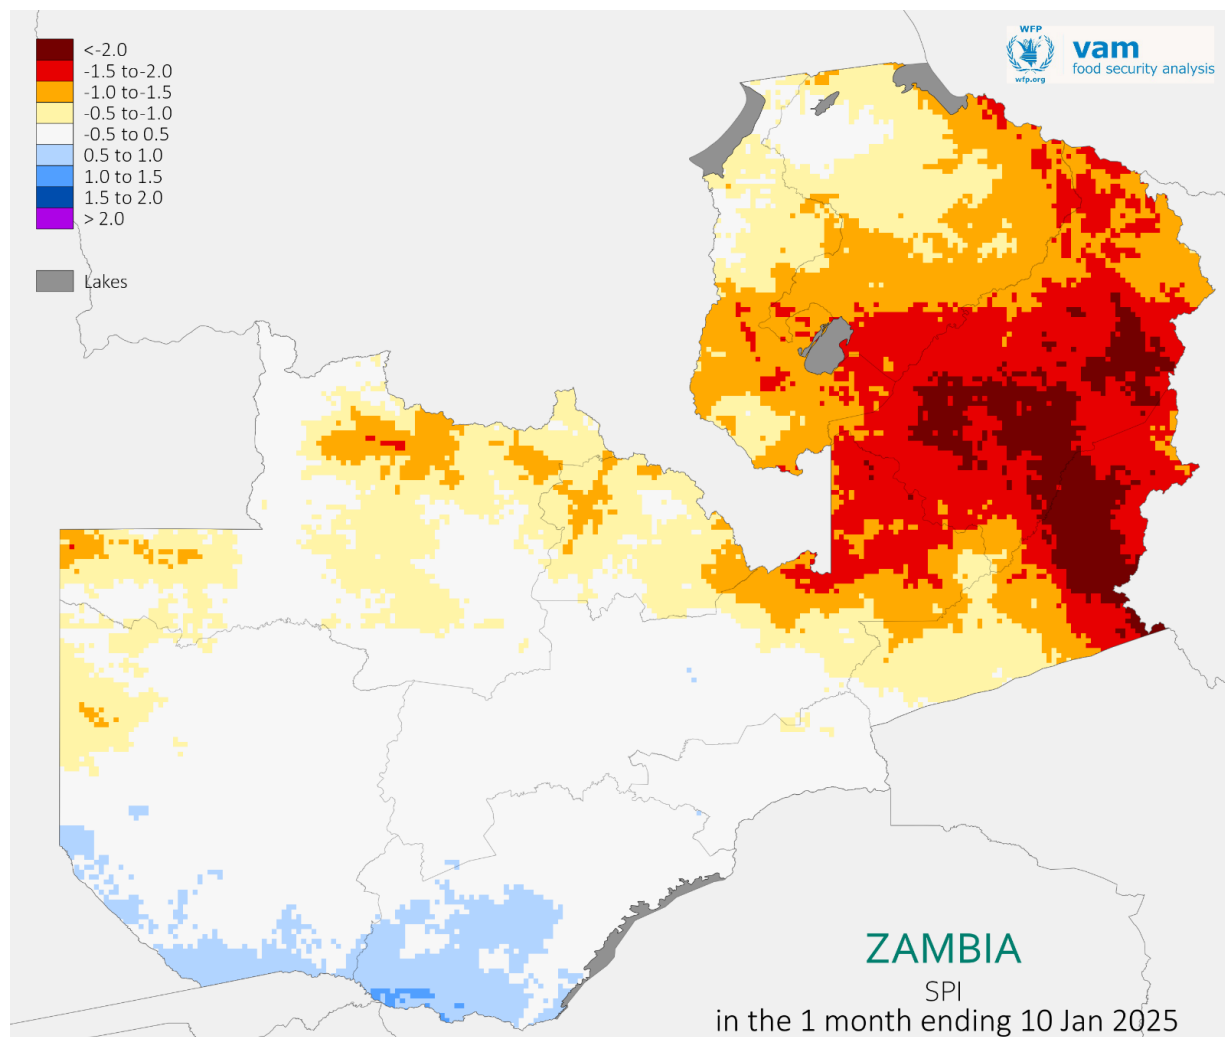 <-2.0
-1.5 to-2.0
-1.0 to-1.5
-0.5 to-1.0
-0.5 to 0.5
0.5 to 1.0
1.0 to 1.5
1.5 to 2.0
> 2.0
Lakes
WFP
wfp.org
vam
food security analysis
ZAMBIA
SPI
in the 1 month ending 10 Jan 2025